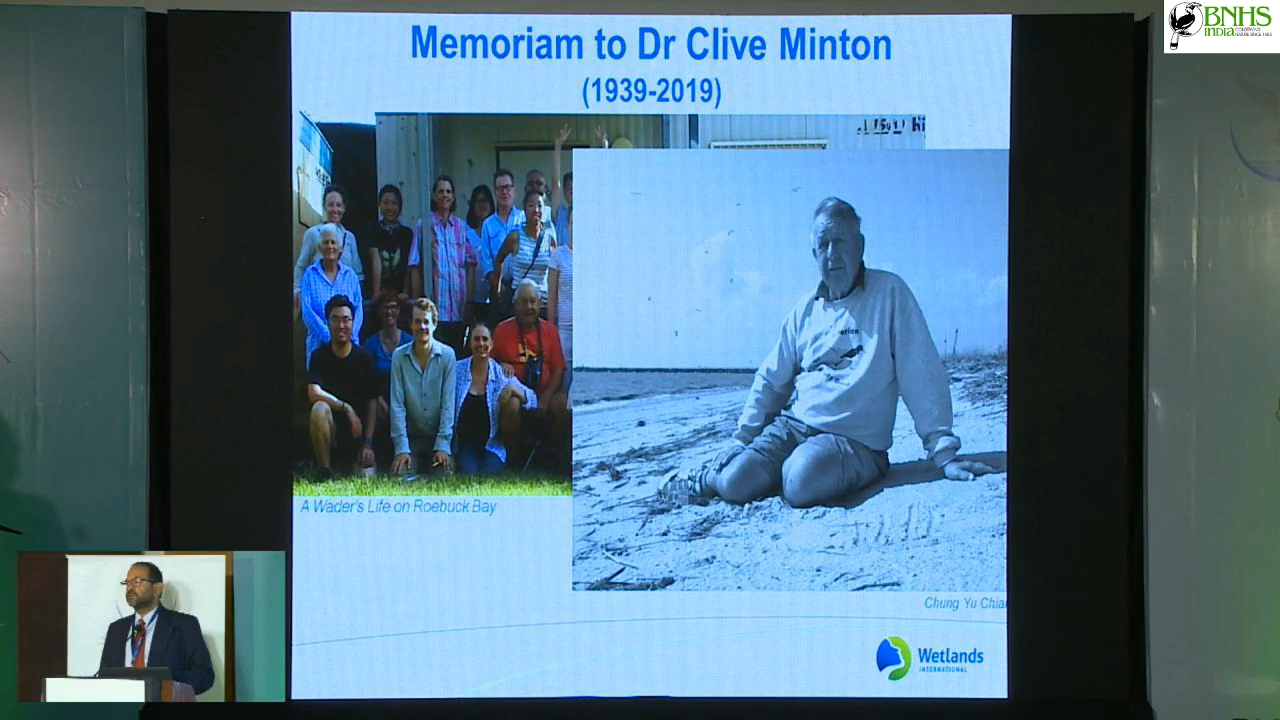 BNHS
INDIA
Memoriam to Dr Clive Minton
(1939-2019)
A Wader's Life on Roebuck Bay
Chung Yu Chia
Wetlands
INTERNATIONAL